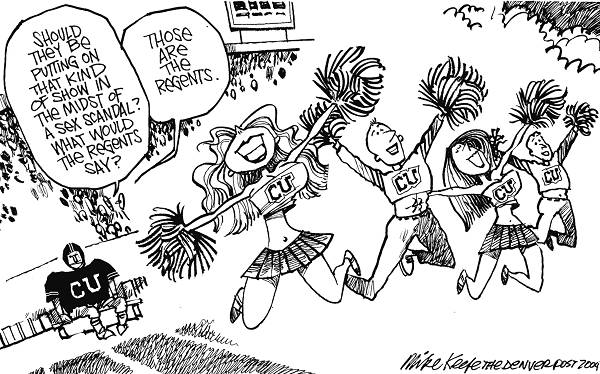 SHOULD
THEY BE
PUTTING ON
THAT KIND
OF SHOW IN
THE MIDST OF
A SEX SCANDAL?
WHAT WOULD
THE REGENTS
SAY?
THOSE
ARE
THE
REGENTS.
CU
CU
CU
CU
CU
Mike Keefe THE DENVER POST 2004